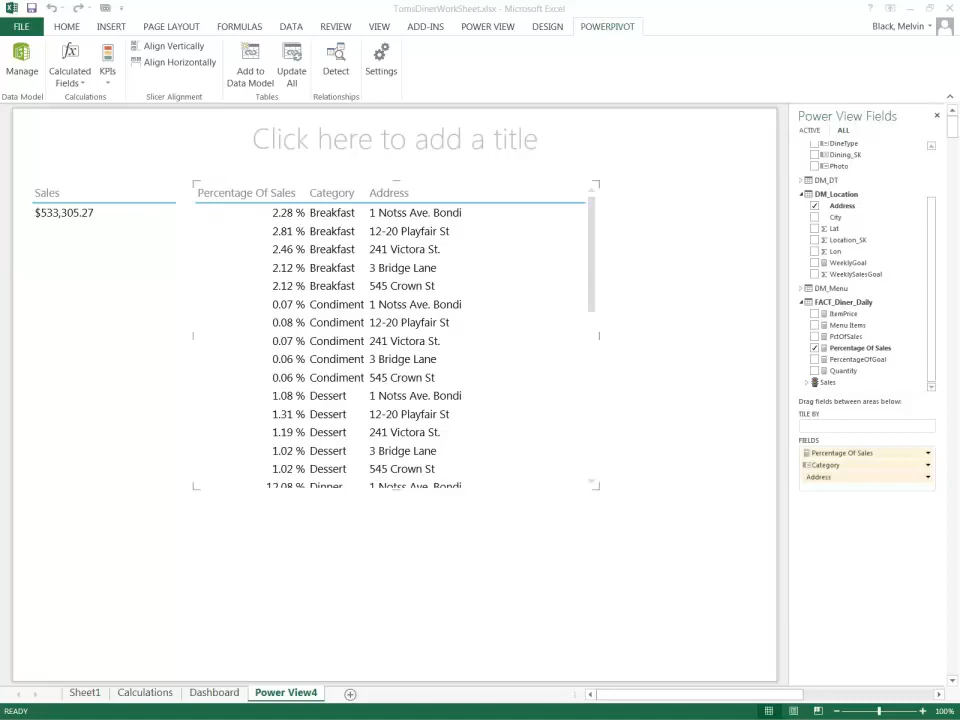 TomsDinerWorkSheet.xlsx - Microsoft Excel
FILE HOME INSERT PAGE LAYOUT FORMULAS DATA REVIEW VIEW ADD-INS POWER VIEW DESIGN POWERPIVOT
Black, Melvin
Manage
Calculated Fields
KPIs
Align Vertically
Align Horizontally
Add to Data Model
Update All
Detect
Settings
Data Model Calculations Slicer Alignment Tables Relationships
Click here to add a title
Sales
$533,305.27
Percentage Of Sales Category Address
2.28 % Breakfast 1 Notss Ave. Bondi
2.81 % Breakfast 12-20 Playfair St
2.46 % Breakfast 241 Victora St.
2.12 % Breakfast 3 Bridge Lane
2.12 % Breakfast 545 Crown St
0.07 % Condiment 1 Notss Ave. Bondi
0.08 % Condiment 12-20 Playfair St
0.07 % Condiment 241 Victora St.
0.06 % Condiment 3 Bridge Lane
0.06 % Condiment 545 Crown St
1.08 % Dessert 1 Notss Ave. Bondi
1.31 % Dessert 12-20 Playfair St
1.19 % Dessert 241 Victora St.
1.02 % Dessert 3 Bridge Lane
1.02 % Dessert 545 Crown St
12.08 % Dinner 1 Notss Ave. Bondi
Power View Fields
ACTIVE ALL
DineType
Dining_SK
Photo
DM_DT
DM_Location
Address
City
Lat
Location_SK
Lon
WeeklyGoal
WeeklySalesGoal
DM_Menu
FACT_Diner_Daily
ItemPrice
Menu Items
PctOfSales
Percentage Of Sales
PercentageOfGoal
Quantity
Sales
Drag fields between areas below:
TILE BY
FIELDS
Percentage Of Sales
Category
Address
Sheet1 Calculations Dashboard Power View4
READY
100%